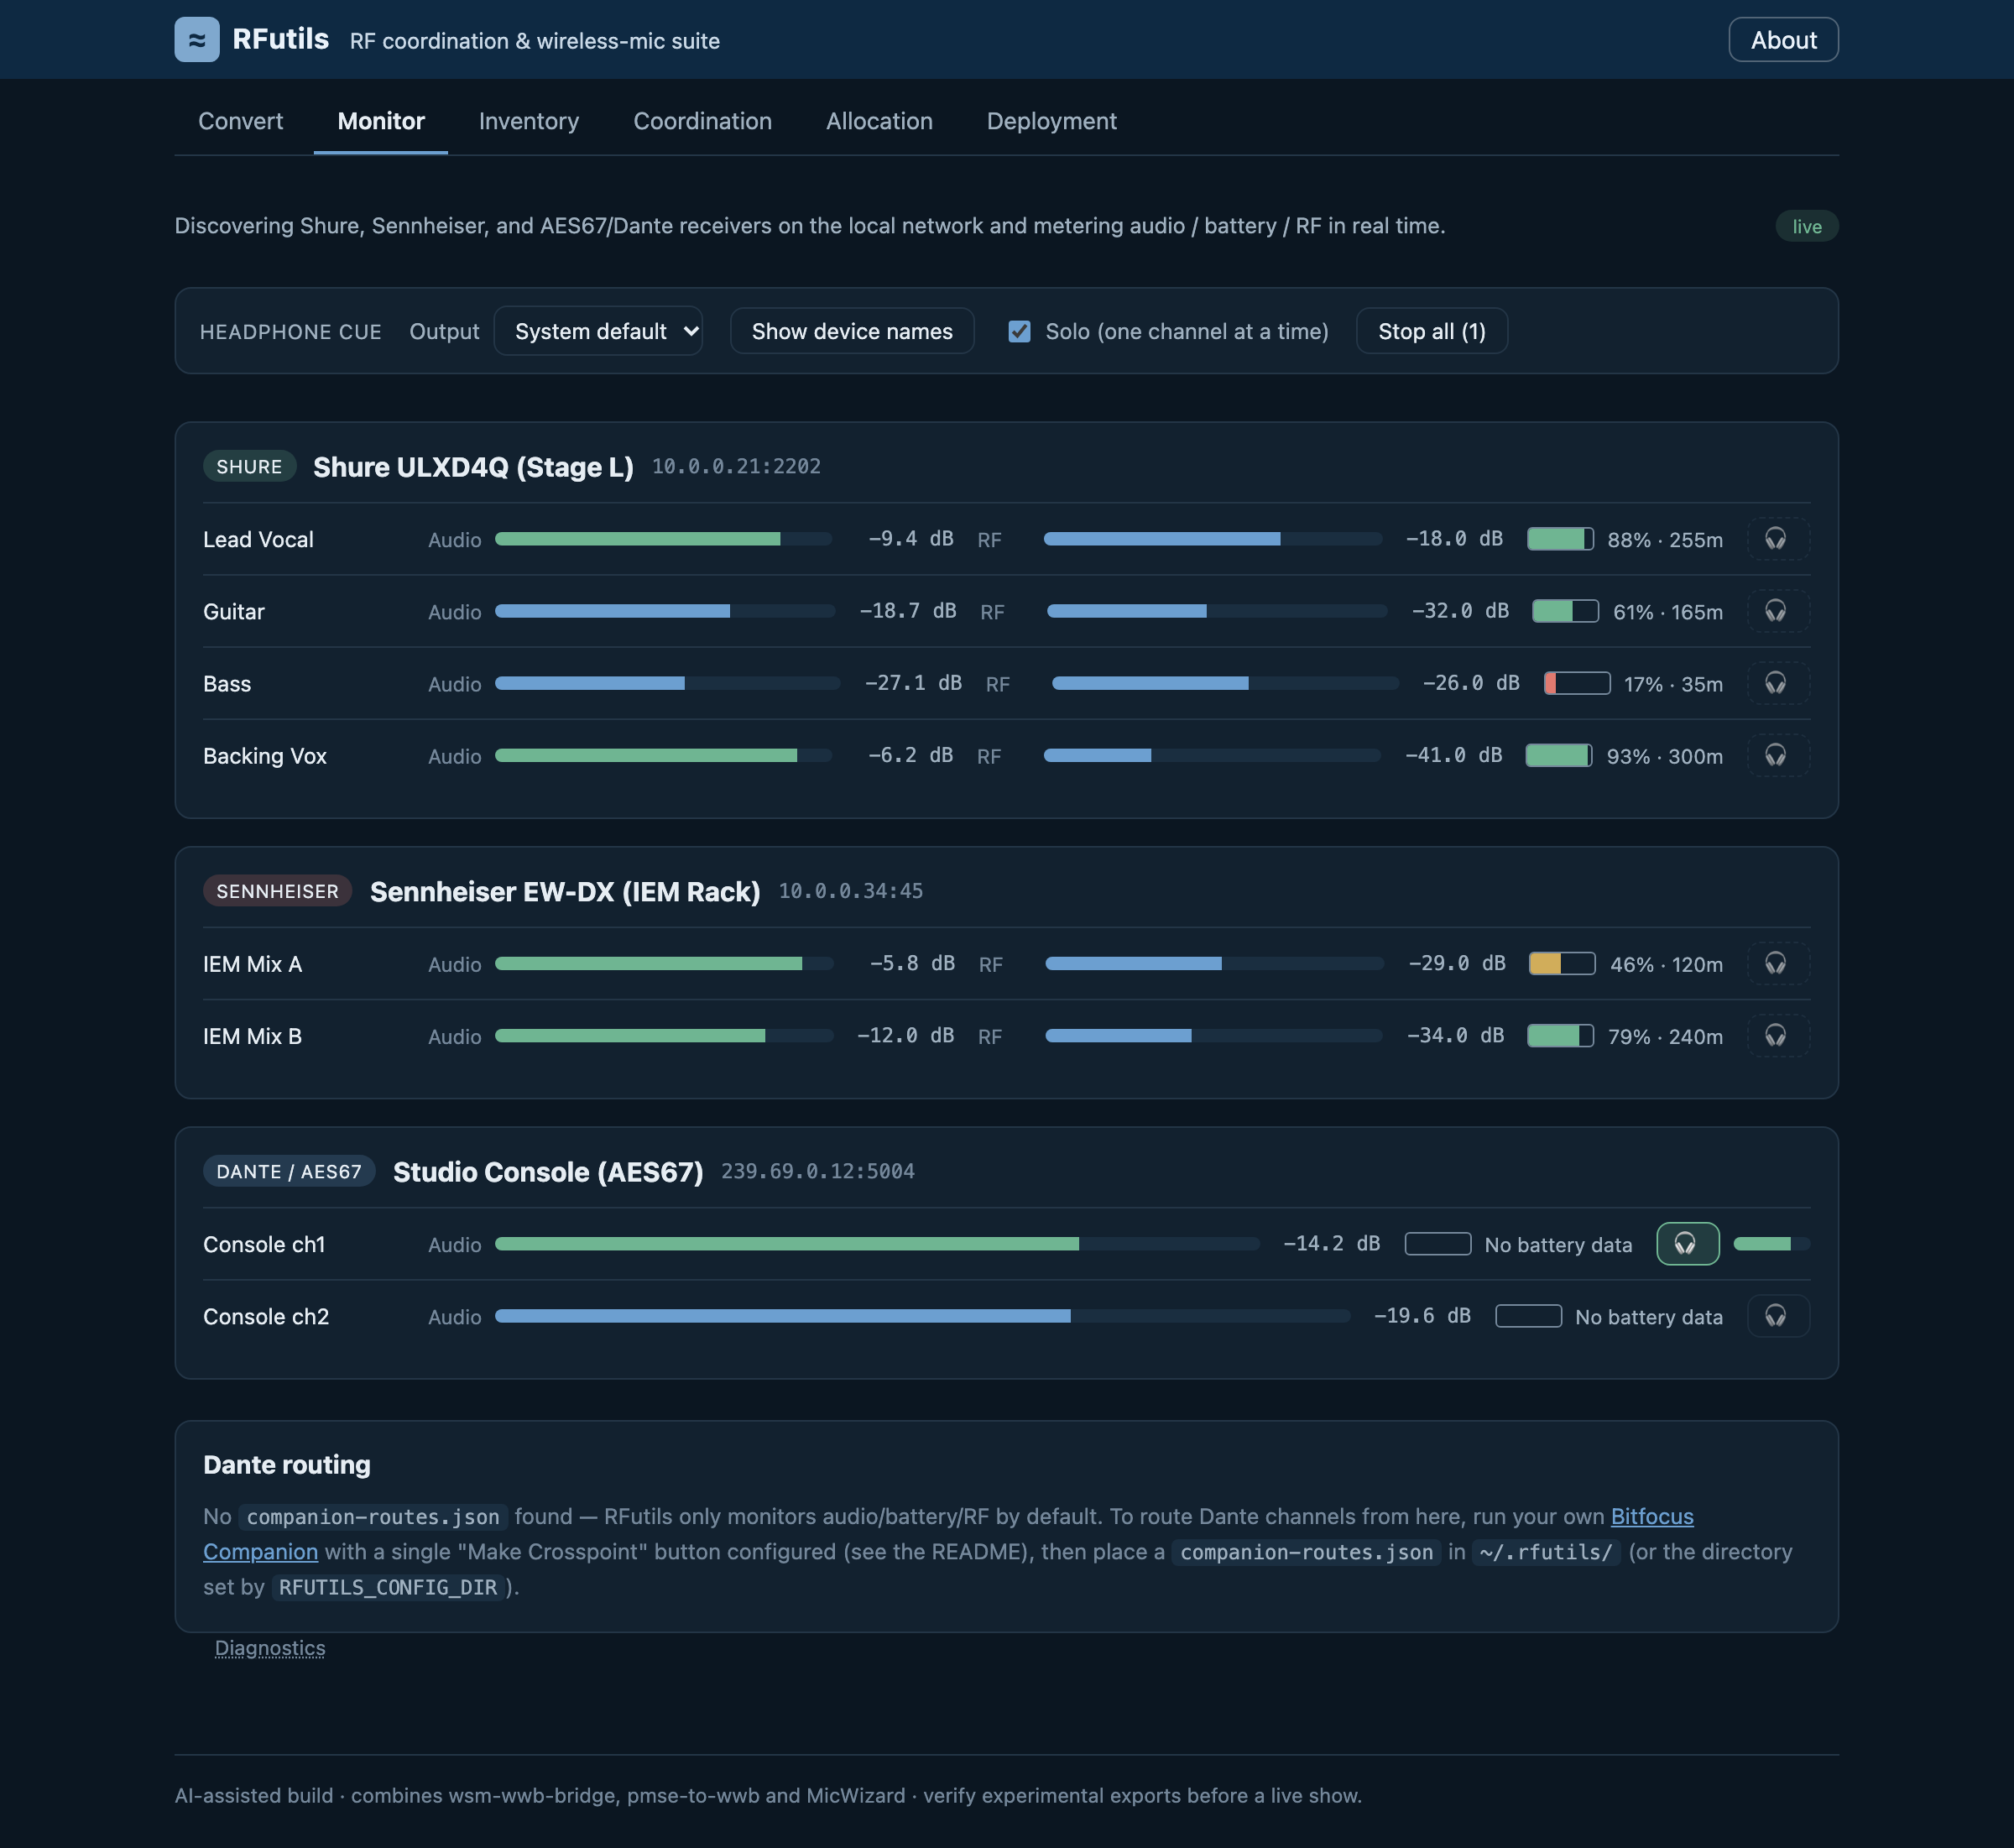 ≈ RFutils RF coordination & wireless-mic suite About
Convert Monitor Inventory Coordination Allocation Deployment
Discovering Shure, Sennheiser, and AES67/Dante receivers on the local network and metering audio / battery / RF in real time. live
HEADPHONE CUE Output System default Show device names Solo (one channel at a time) Stop all (1)
SHURE Shure ULXD4Q (Stage L) 10.0.0.21:2202
Lead Vocal Audio -9.4 dB RF -18.0 dB 88% · 255m
Guitar Audio -18.7 dB RF -32.0 dB 61% · 165m
Bass Audio -27.1 dB RF -26.0 dB 17% · 35m
Backing Vox Audio -6.2 dB RF -41.0 dB 93% · 300m
SENNHEISER Sennheiser EW-DX (IEM Rack) 10.0.0.34:45
IEM Mix A Audio -5.8 dB RF -29.0 dB 46% · 120m
IEM Mix B Audio -12.0 dB RF -34.0 dB 79% · 240m
DANTE / AES67 Studio Console (AES67) 239.69.0.12:5004
Console ch1 Audio -14.2 dB No battery data
Console ch2 Audio -19.6 dB No battery data
Dante routing
No companion-routes.json found — RFutils only monitors audio/battery/RF by default. To route Dante channels from here, run your own Bitfocus
Companion with a single "Make Crosspoint" button configured (see the README), then place a companion-routes.json in ~/.rfutils/ (or the directory
set by RFUTILS_CONFIG_DIR ).
Diagnostics
AI-assisted build · combines wsm-wwb-bridge, pmse-to-wwb and MicWizard · verify experimental exports before a live show.